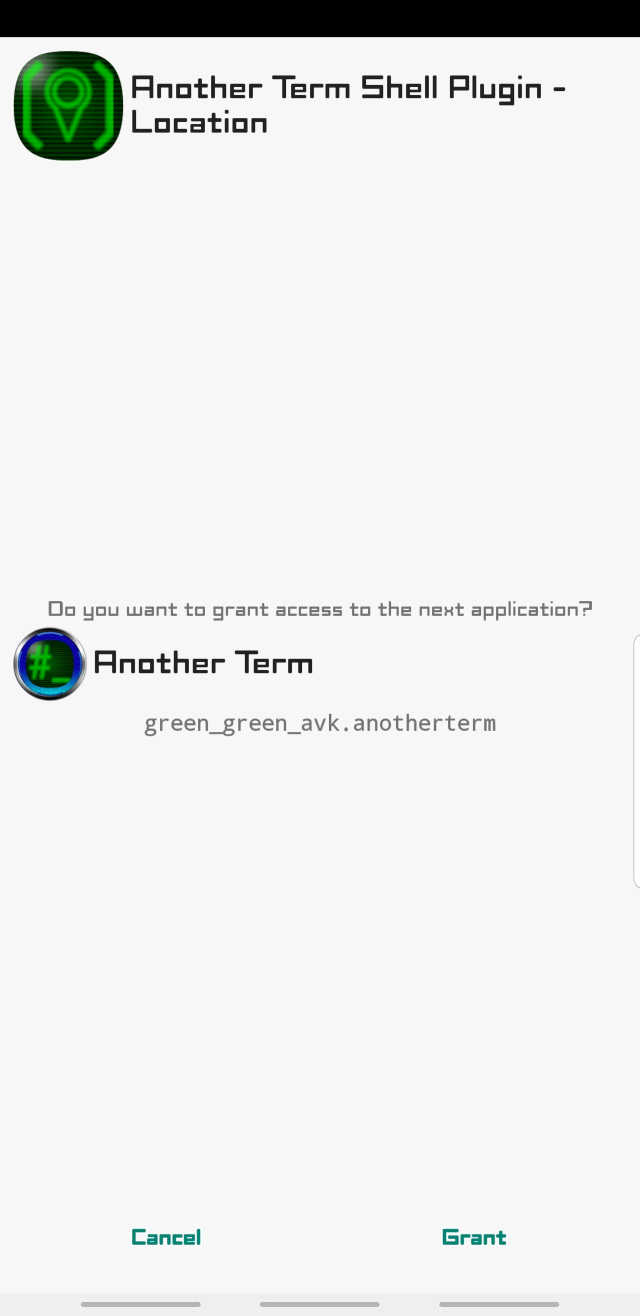 Another Term Shell Plugin -
Location
Do you want to grant access to the next application?
#_
Another Term
green_green_avk.anotherterm
Cancel
Grant